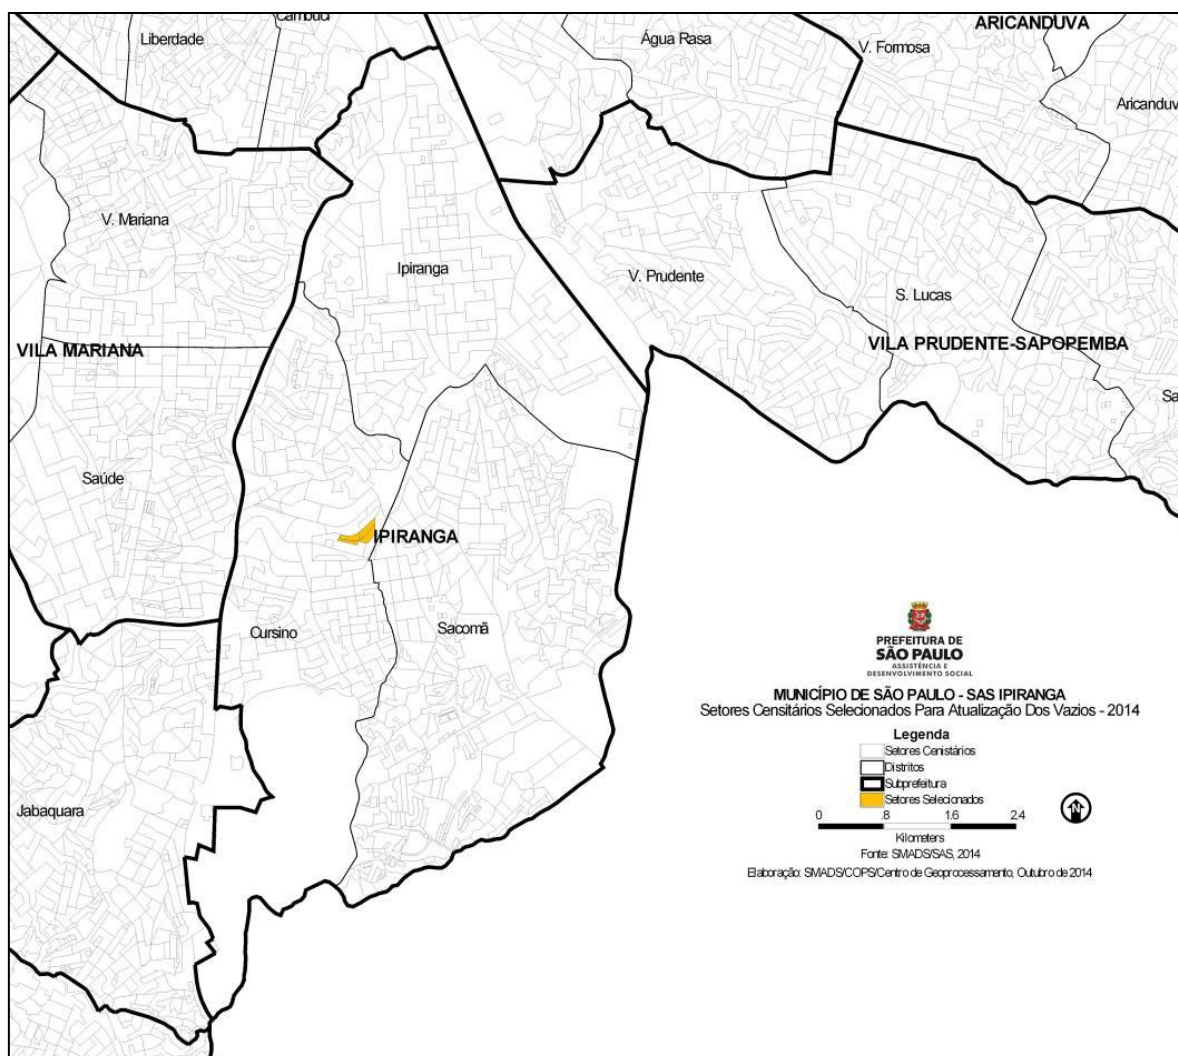 Cambuci
ARICANDUVA
Liberdade
Água Rasa
V. Formosa
Aricanduv
V. Mariana
Ipiranga
V. Prudente
S. Lucas
VILA MARIANA
VILA PRUDENTE-SAPOPEMBA
Sa
Saúde
IPIRANGA
Cursino
Sacomã
Jabaquara
PREFEITURA DE
SÃO PAULO
ASSISTÊNCIA E
DESENVOLVIMENTO SOCIAL
MUNICÍPIO DE SÃO PAULO - SAS IPIRANGA
Setores Censitários Selecionados Para Atualização Dos Vazios - 2014
Legenda
Setores Cenistários
Distritos
Subprefeitura
Setores Selecionados
0 .8 1.6 2.4
Kilometers
N
Fonte: SMADS/SAS, 2014
Elaboração: SMADS/COPS/Centro de Geoprocessamento, Outubro de 2014